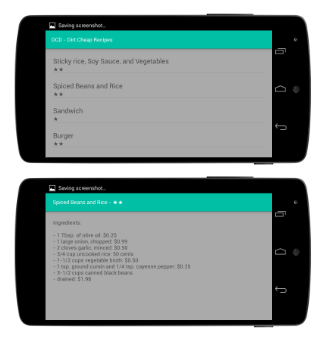 Saving screenshot...
DCD - Dirt Cheap Recipes
Sticky rice, Soy Sauce, and Vegetables
★★
Spiced Beans and Rice
★★
Sandwich
★
Burger
★★
Saving screenshot...
Spiced Beans and Rice - ★★
Ingredients:
- 1 Tbsp. of olive oil: $0.25
- 1 large onion, chopped: $0.90
- 2 cloves garlic, minced: $0.50
- 3/4 cup uncooked rice: 50 cents
- 1-1/2 cups vegetable broth: $0.50
- 1 tsp. ground cumin and 1/4 tsp. cayenne pepper: $0.25
- 3-1/2 cups canned black beans
- drained: $1.98